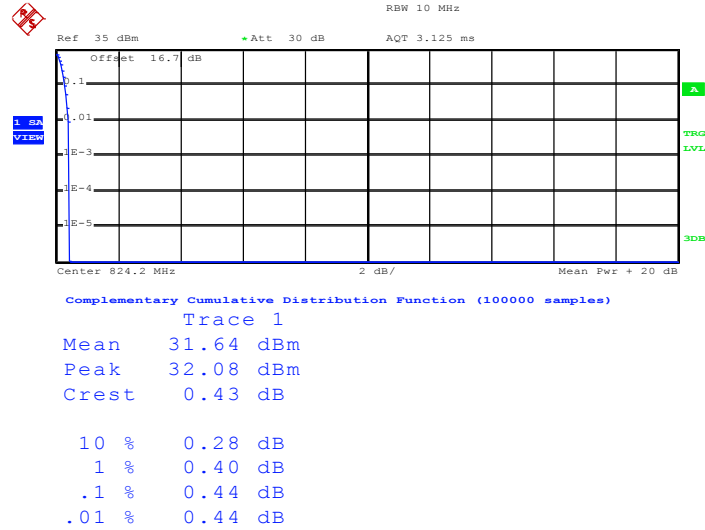 R&S
RBW 10 MHz
Ref 35 dBm *Att 30 dB AQT 3.125 ms
Offset 16.7 dB
0.1
A
0.01
1 SA
VIEW
TRG
LVL
1E-3
1E-4
1E-5
3DB
Center 824.2 MHz 2 dB/ Mean Pwr + 20 dB
Complementary Cumulative Distribution Function (100000 samples)
Trace 1
Mean 31.64 dBm
Peak 32.08 dBm
Crest 0.43 dB
10 % 0.28 dB
1 % 0.40 dB
.1 % 0.44 dB
.01 % 0.44 dB